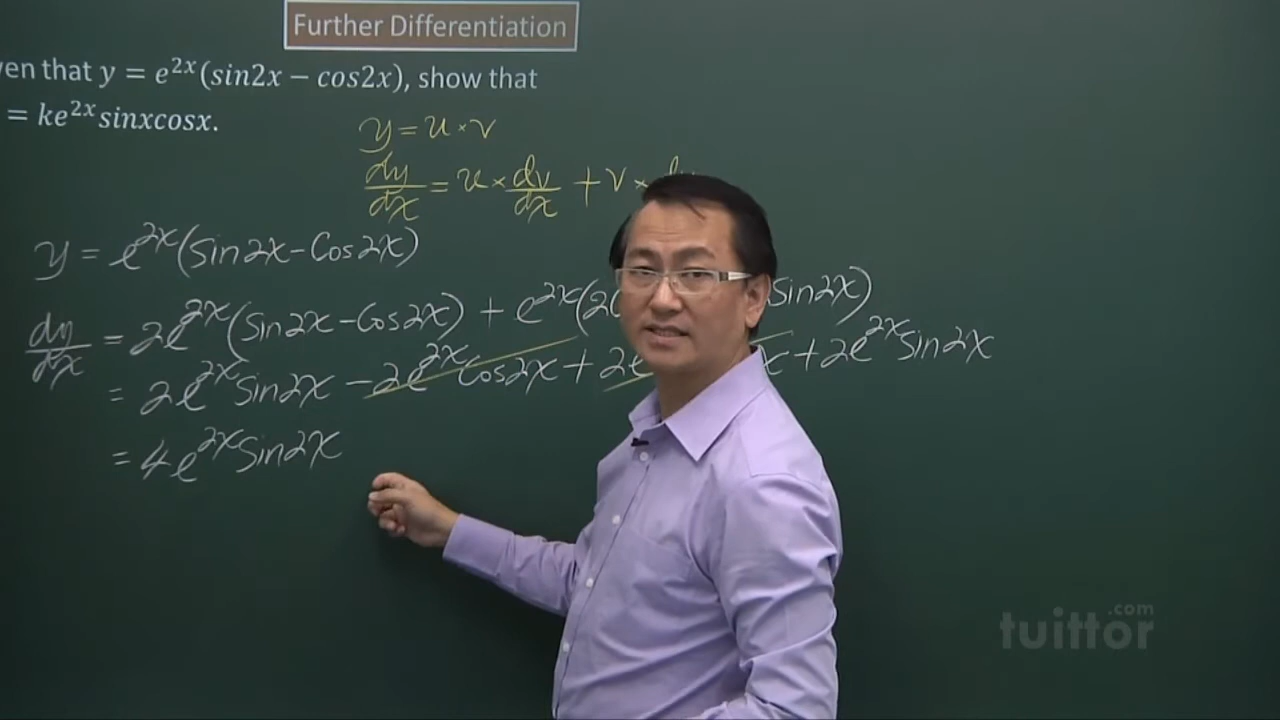 Further Differentiation
ven that y = e^{2x}(sin2x − cos2x), show that
= ke^{2x}sinxcosx.
y = u × v
dy/dx = u × dv/dx + v ×
y = e^{2x}(Sin2x − Cos2x)
dy/dx = 2e^{2x}(Sin2x − Cos2x) + e^{2x}(2 Sin2x)
= 2e^{2x}Sin2x − 2e^{2x}Cos2x + 2e x + 2e^{2x}Sin2x
= 4e^{2x}Sin2x
tuittor.com